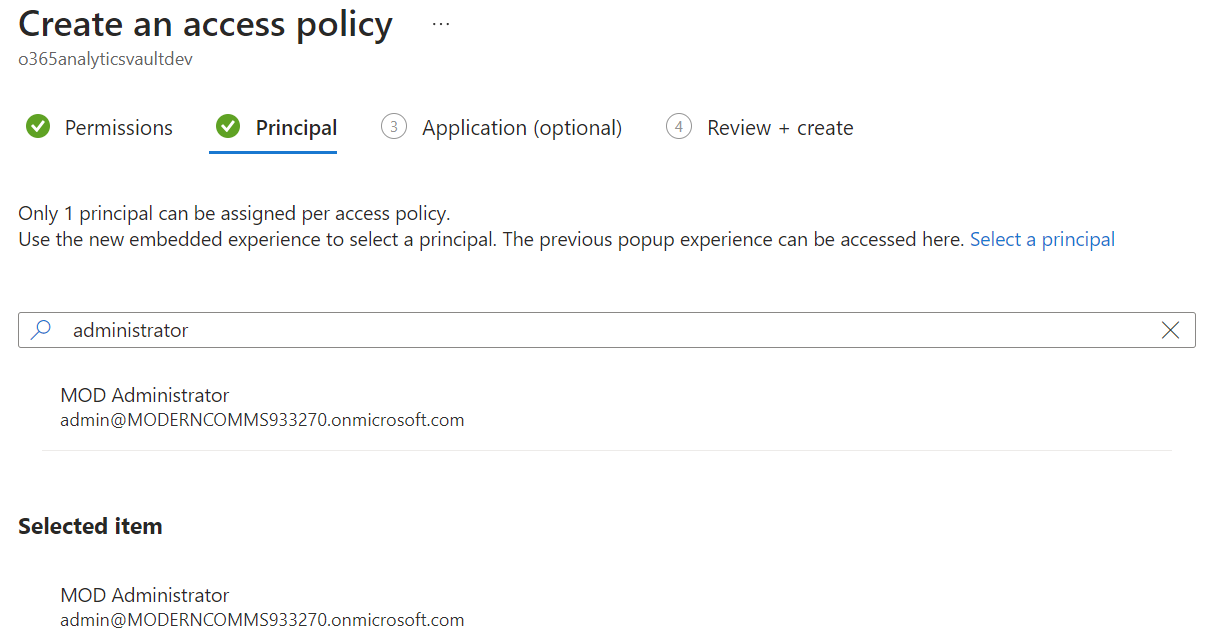 Create an access policy ...
o365analyticsvaultdev
Permissions Principal 3 Application (optional) 4 Review + create
Only 1 principal can be assigned per access policy.
Use the new embedded experience to select a principal. The previous popup experience can be accessed here. Select a principal
administrator
MOD Administrator
admin@MODERNCOMMS933270.onmicrosoft.com
Selected item
MOD Administrator
admin@MODERNCOMMS933270.onmicrosoft.com